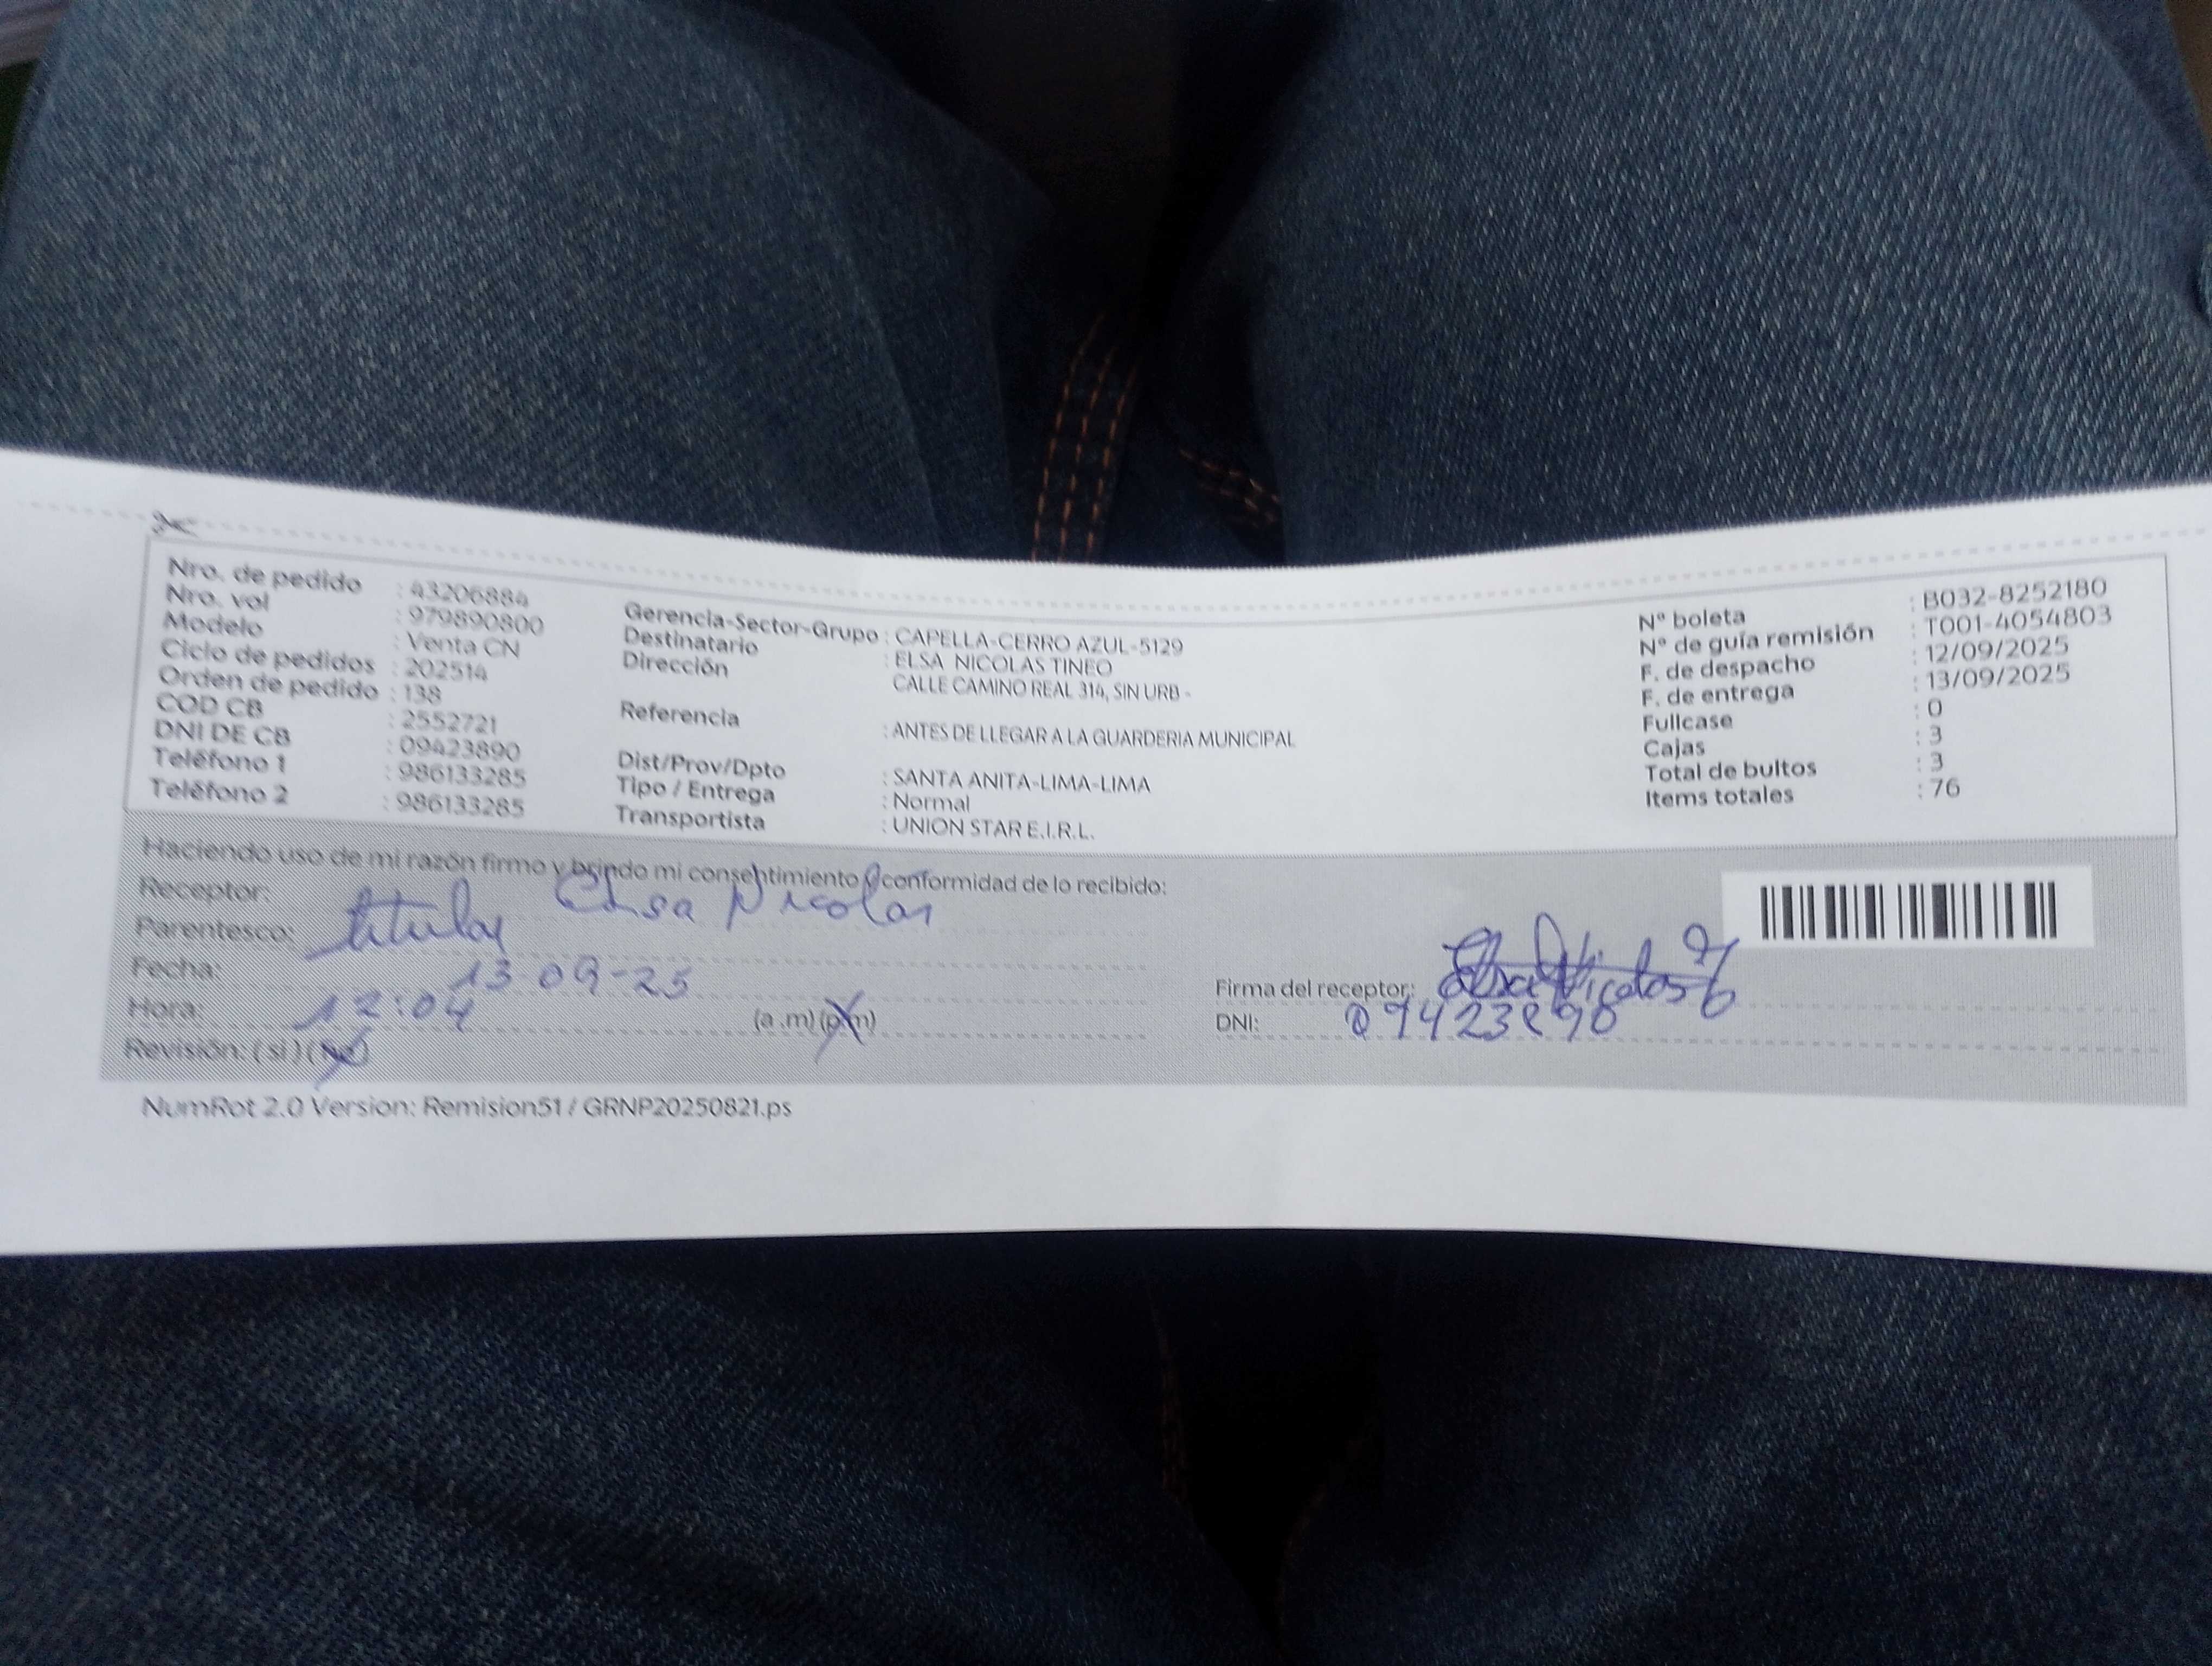 Nro. de pedido : 43206884
Nro. vol : 979890800
Modelo : Venta CN
Ciclo de pedidos : 202514
Orden de pedido : 138
COD CB : 2552721
DNI DE CB : 09423890
Teléfono 1 : 986133285
Teléfono 2 : 986133285
Gerencia-Sector-Grupo : CAPELLA-CERRO AZUL-5129
Destinatario : ELSA NICOLAS TINEO
Dirección CALLE CAMINO REAL 314, SIN URB -
Referencia : ANTES DE LLEGAR A LA GUARDERIA MUNICIPAL
Dist/Prov/Dpto : SANTA ANITA-LIMA-LIMA
Tipo / Entrega : Normal
Transportista : UNION STAR E.I.R.L.
N° boleta : B032-8252180
N° de guía remisión : T001-4054803
F. de despacho : 12/09/2025
F. de entrega : 13/09/2025
Fullcase : 0
Cajas : 3
Total de bultos : 3
Items totales : 76
Haciendo uso de mi razón firmo y brindo mi consentimiento y conformidad de lo recibido:
Receptor: Elsa Nicolas
Parentesco: titular
Fecha: 13-09-25
Hora: 12:04 (a.m) (p.m)
Revisión: (si) (No)
Firma del receptor: Elsa Nicolas
DNI: 09423890
NumRot 2.0 Version: Remision51 / GRNP20250821.ps